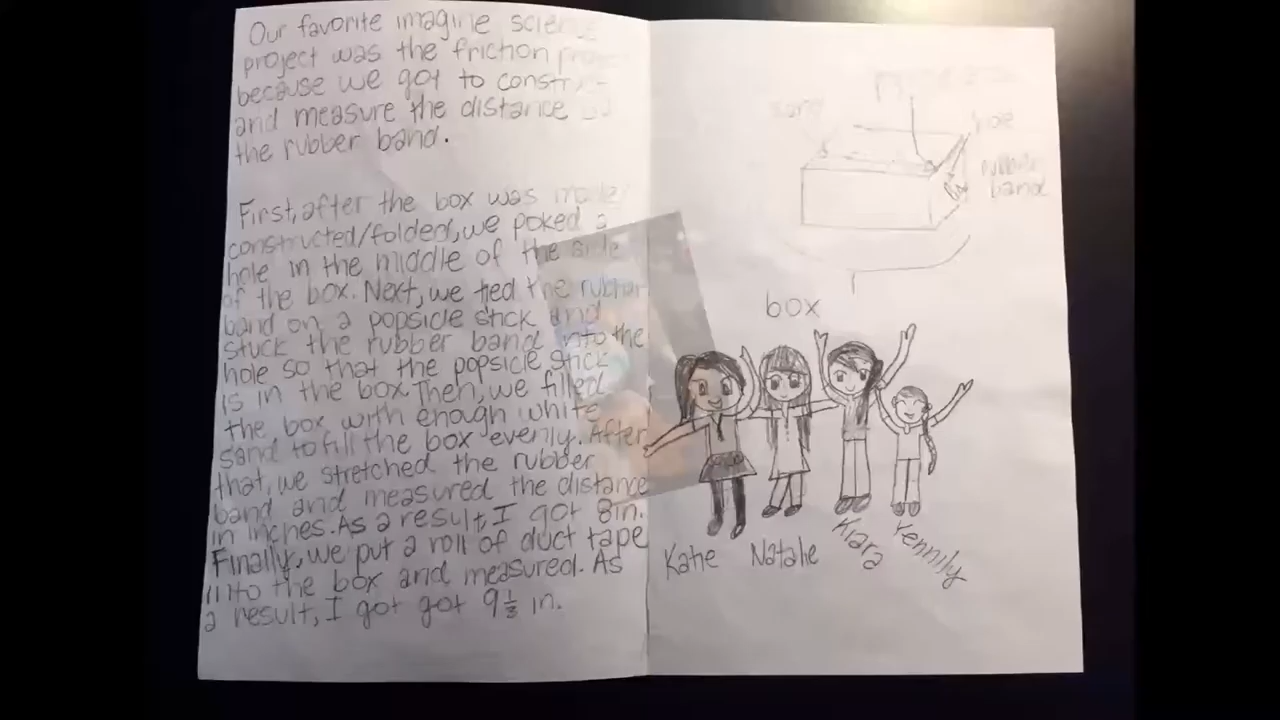 Our favorite imagine science
project was the friction project
because we got to construct
and measure the distance
the rubber band.
First, after the box was
constructed/folded, we poked a
hole in the middle of the side
of the box. Next, we tied the rubber
band on a popsicle stick and
stuck the rubber band into the
hole so that the popsicle stick
is in the box. Then, we filled
the box with enough white
sand to fill the box evenly. After
that, we stretched the rubber
band and measured the distance
in inches. As a result, I got 8in.
Finally, we put a roll of duct tape
into the box and measured. As
a result, I got got 9 1/3 in.
sand
hole
rubber
band
box
Katie Natalie Kiara Kennily